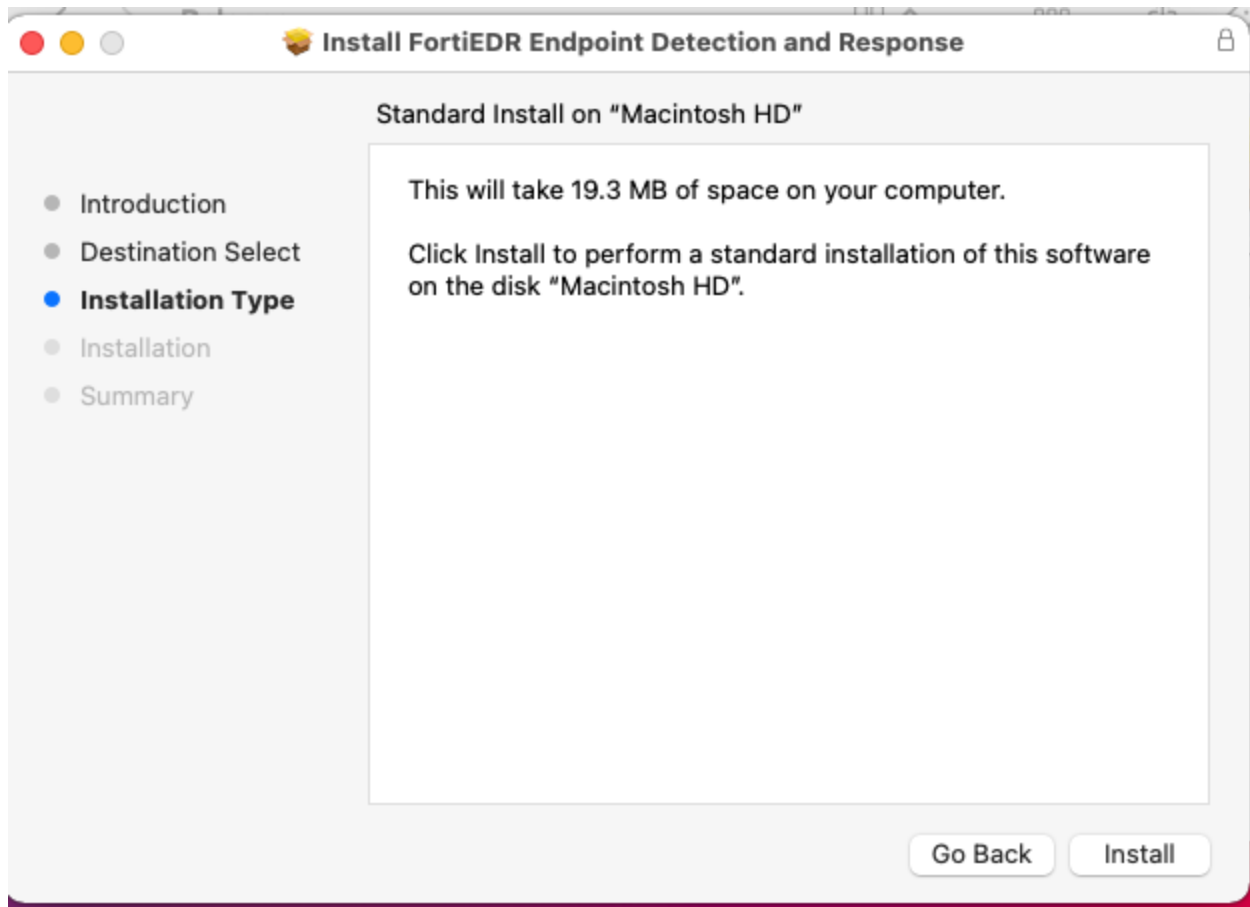 Install FortiEDR Endpoint Detection and Response
Standard Install on “Macintosh HD”
Introduction
Destination Select
Installation Type
Installation
Summary
This will take 19.3 MB of space on your computer.
Click Install to perform a standard installation of this software
on the disk “Macintosh HD”.
Go Back
Install